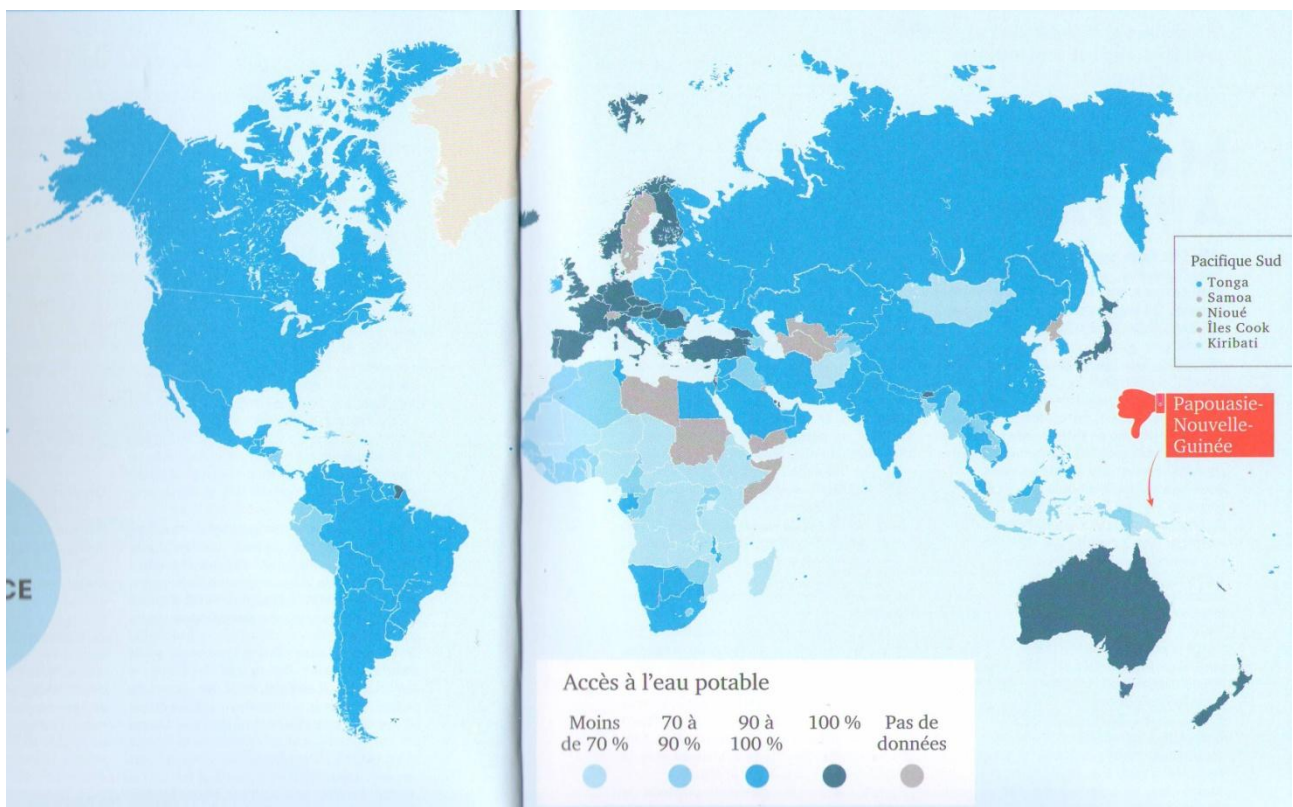 CE
Pacifique Sud
Tonga
Samoa
Nioué
Îles Cook
Kiribati
Papouasie-
Nouvelle-
Guinée
Accès à l'eau potable
Moins
de 70 %
70 à
90 %
90 à
100 %
100 %
Pas de
données